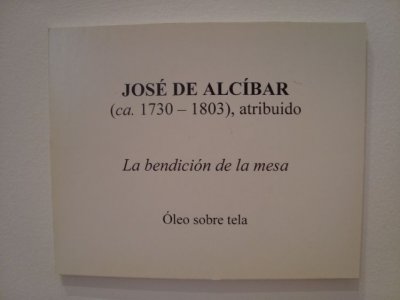 JOSÉ DE ALCÍBAR
(ca. 1730 – 1803), atribuido
La bendición de la mesa
Óleo sobre tela